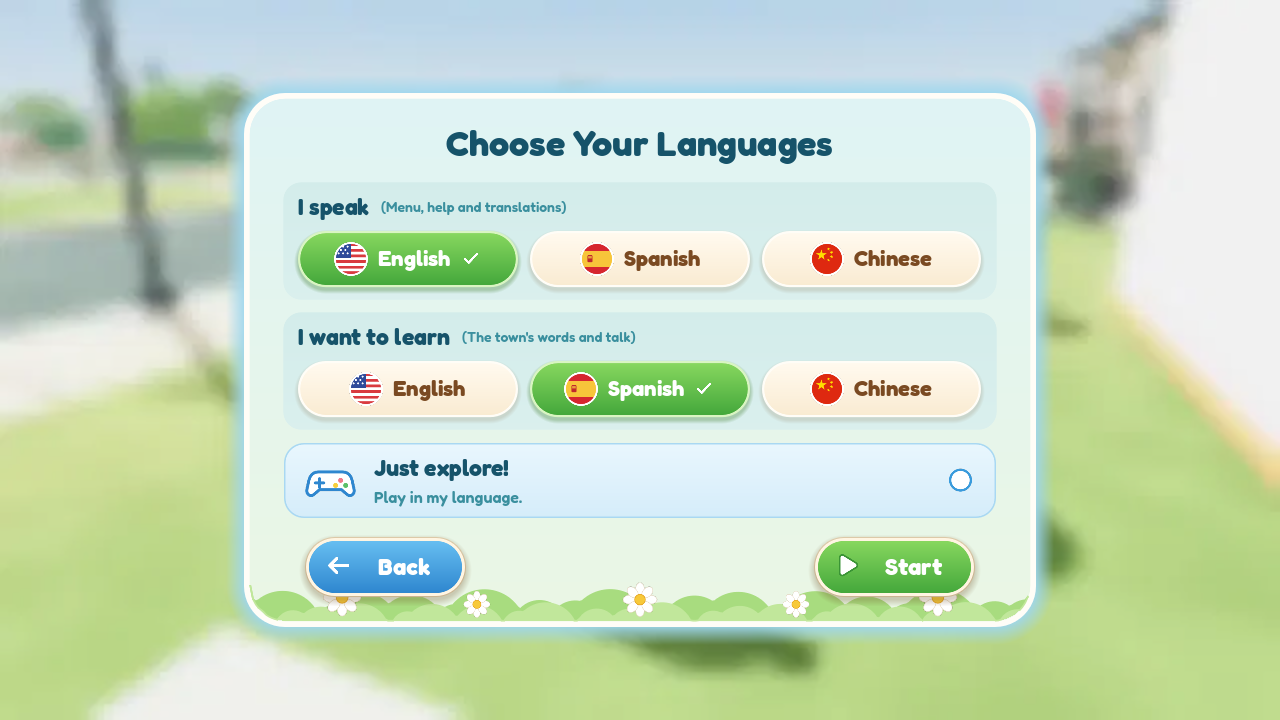 Choose Your Languages
I speak (Menu, help and translations)
English Spanish Chinese
I want to learn (The town's words and talk)
English Spanish Chinese
Just explore!
Play in my language.
Back Start